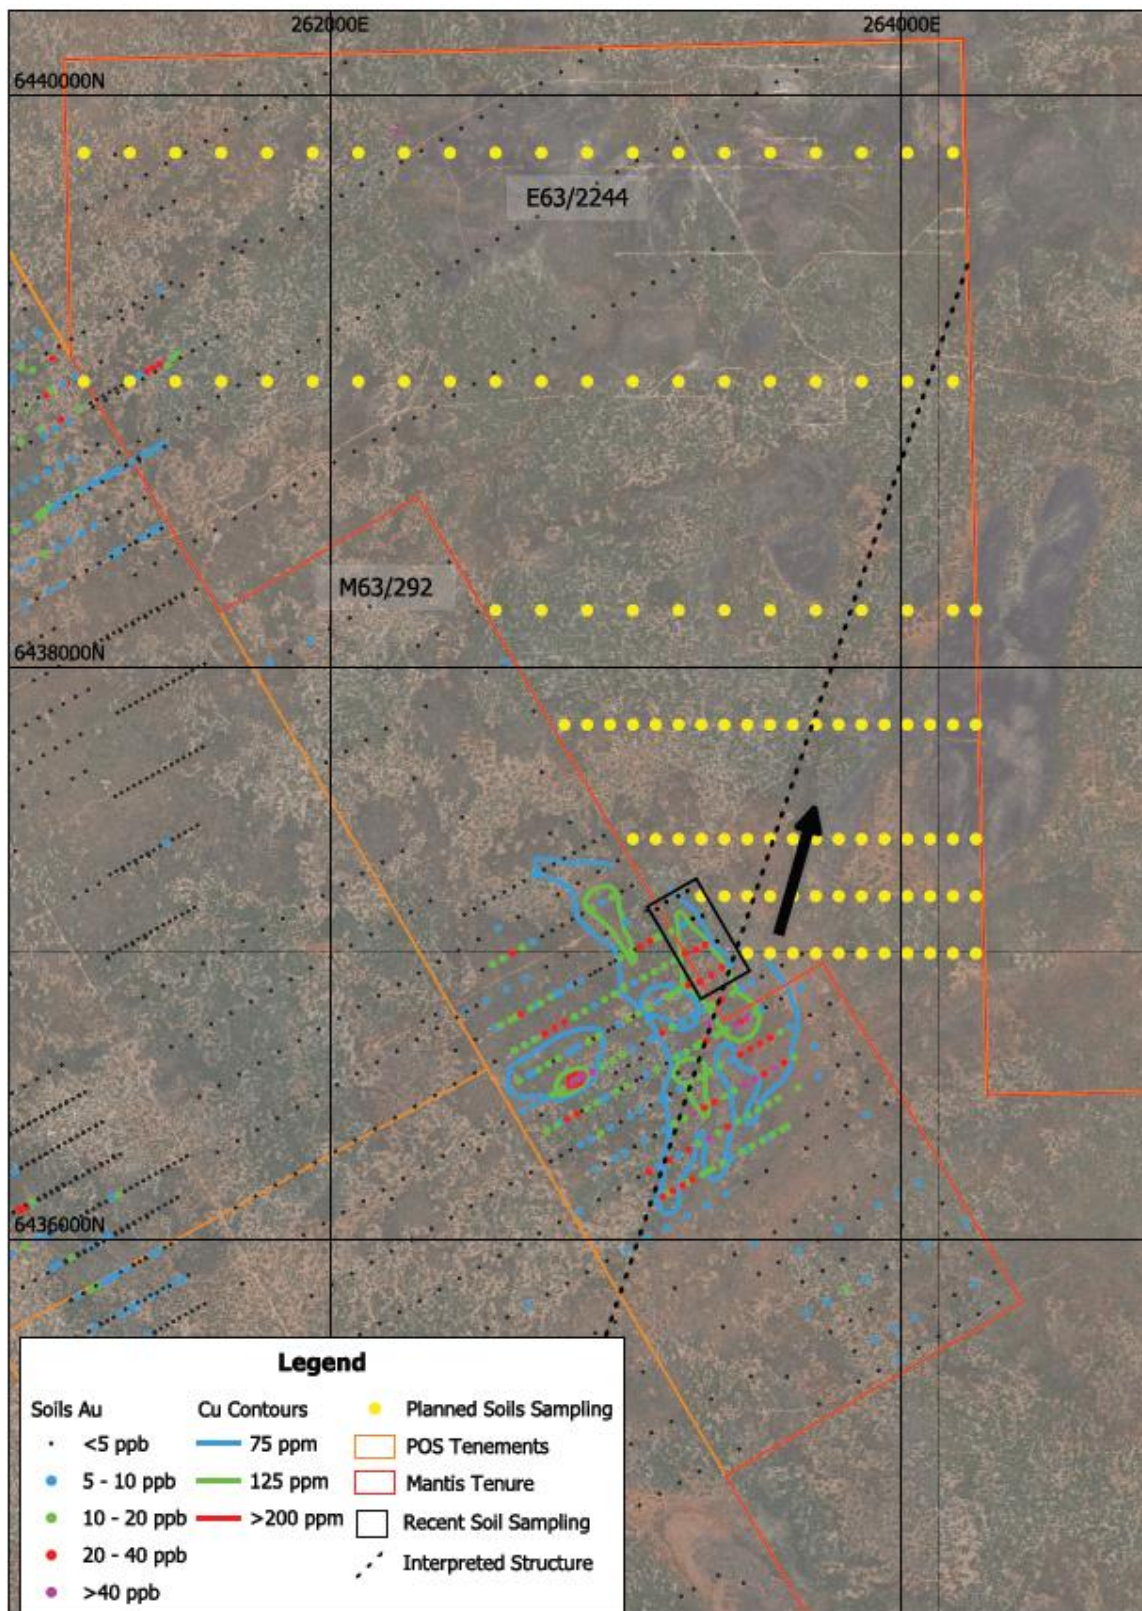 262000E
264000E
6440000N
E63/2244
M63/292
6438000N
6436000N
Legend
Soils Au
<5 ppb
5 - 10 ppb
10 - 20 ppb
20 - 40 ppb
>40 ppb
Cu Contours
75 ppm
125 ppm
>200 ppm
Planned Soils Sampling
POS Tenements
Mantis Tenure
Recent Soil Sampling
Interpreted Structure